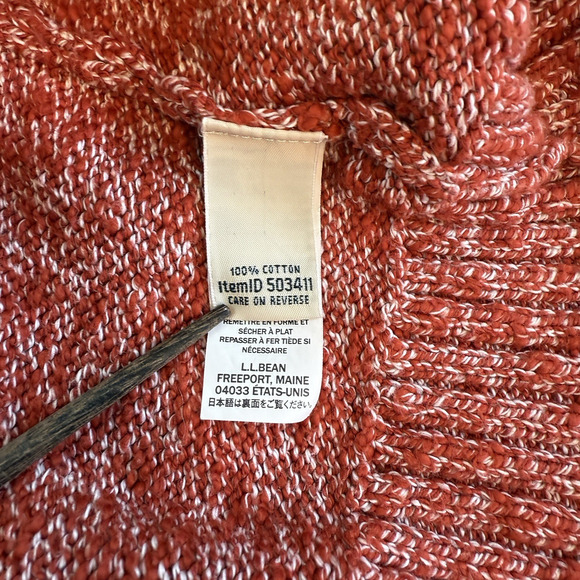 100% COTTON
ItemID 503411
CARE ON REVERSE
REMETTRE EN FORME ET
SÉCHER À PLAT
REPASSER À FER TIÈDE SI
NÉCESSAIRE
L.L.BEAN
FREEPORT, MAINE
04033 ÉTATS-UNIS
日本語は裏面をご覧ください。